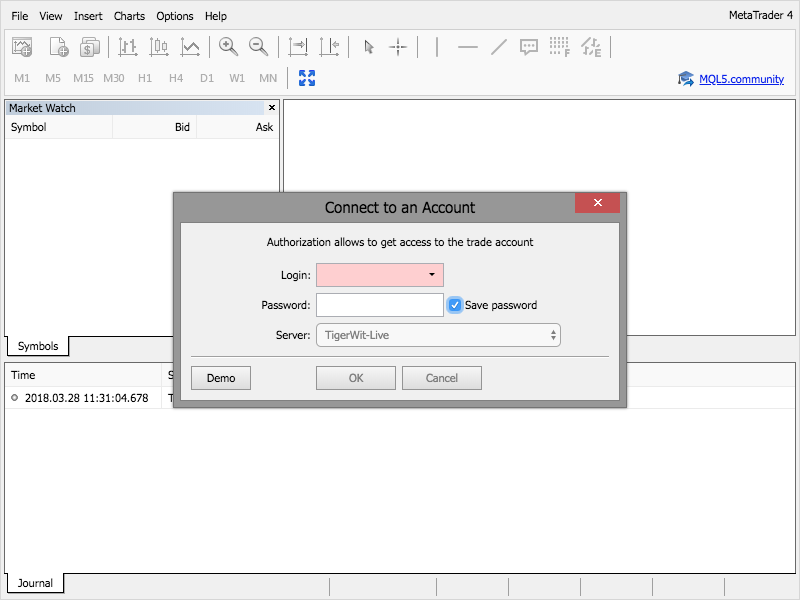 File View Insert Charts Options Help
MetaTrader 4
M1 M5 M15 M30 H1 H4 D1 W1 MN
MQL5.community
Market Watch
Symbol Bid Ask
Connect to an Account
Authorization allows to get access to the trade account
Login:
Password:
Save password
Server: TigerWit-Live
Demo OK Cancel
Symbols
Time S
2018.03.28 11:31:04.678 T
Journal